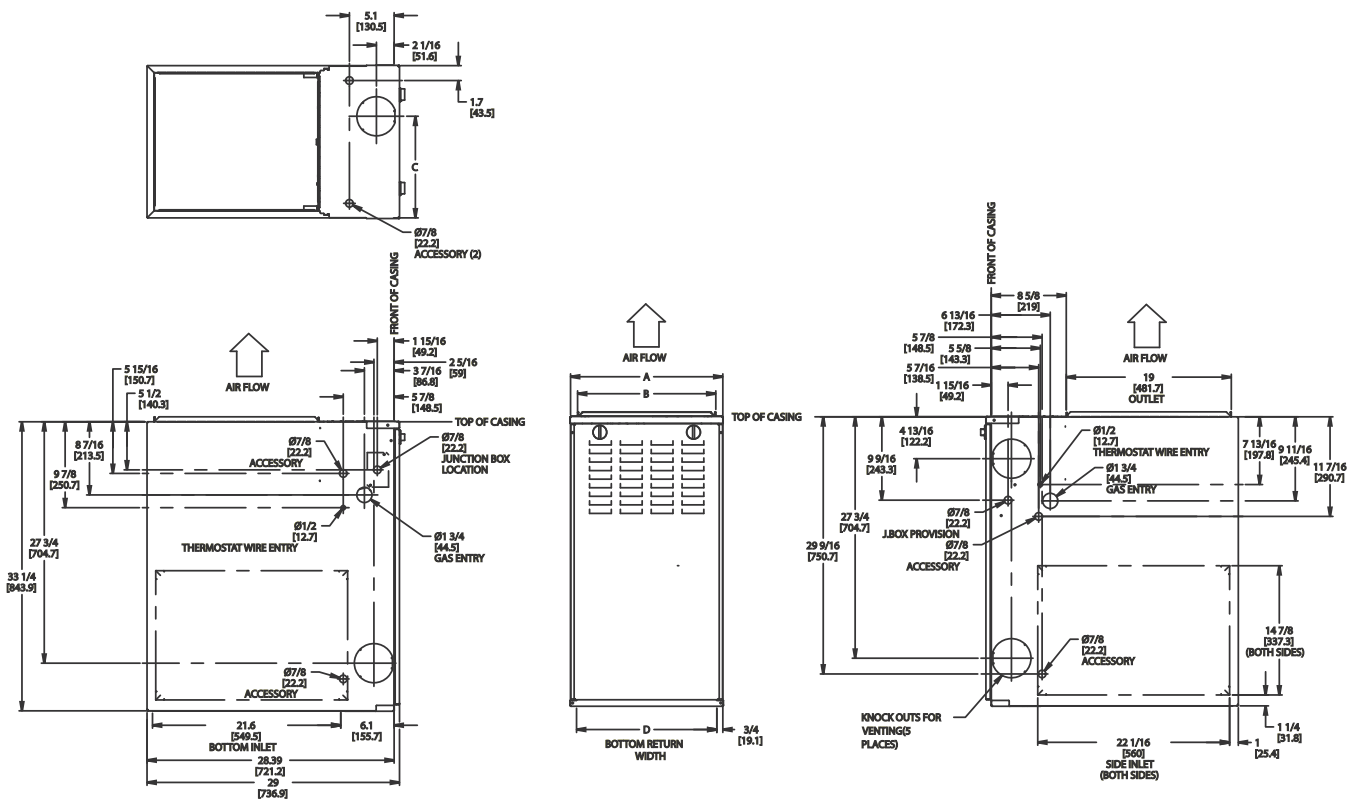 5.1
[130.5]
2 1/16
[51.6]
1.7
[43.5]
C
Ø7/8
[22.2]
ACCESSORY (2)
FRONT OF CASING
AIR FLOW
1 15/16
[49.2]
2 5/16
[59]
3 7/16
[86.8]
5 7/8
[148.5]
5 15/16
[150.7]
5 1/2
[140.3]
TOP OF CASING
8 7/16
[213.5]
9 7/8
[250.7]
Ø7/8
[22.2]
ACCESSORY
Ø7/8
[22.2]
JUNCTION BOX
LOCATION
Ø1/2
[12.7]
THERMOSTAT WIRE ENTRY
Ø1 3/4
[44.5]
GAS ENTRY
27 3/4
[704.7]
33 1/4
[843.9]
Ø7/8
[22.2]
ACCESSORY
21.6
[549.5]
BOTTOM INLET
6.1
[155.7]
28.39
[721.2]
29
[736.9]
AIR FLOW
A
B
TOP OF CASING
D
BOTTOM RETURN
WIDTH
3/4
[19.1]
FRONT OF CASING
8 5/8
[219]
6 13/16
[172.3]
5 7/8
[148.5]
5 5/8
[143.3]
5 7/16
[138.5]
1 15/16
[49.2]
AIR FLOW
19
[481.7]
OUTLET
4 13/16
[122.2]
9 9/16
[243.3]
Ø1/2
[12.7]
THERMOSTAT WIRE ENTRY
Ø1 3/4
[44.5]
GAS ENTRY
7 13/16
[197.8]
9 11/16
[245.4]
11 7/16
[290.7]
27 3/4
[704.7]
29 9/16
[750.7]
Ø7/8
[22.2]
J.BOX PROVISION
Ø7/8
[22.2]
ACCESSORY
14 7/8
[337.3]
(BOTH SIDES)
Ø7/8
[22.2]
ACCESSORY
KNOCK OUTS FOR
VENTING(5
PLACES)
22 1/16
[560]
SIDE INLET
(BOTH SIDES)
1
[25.4]
1 1/4
[31.8]